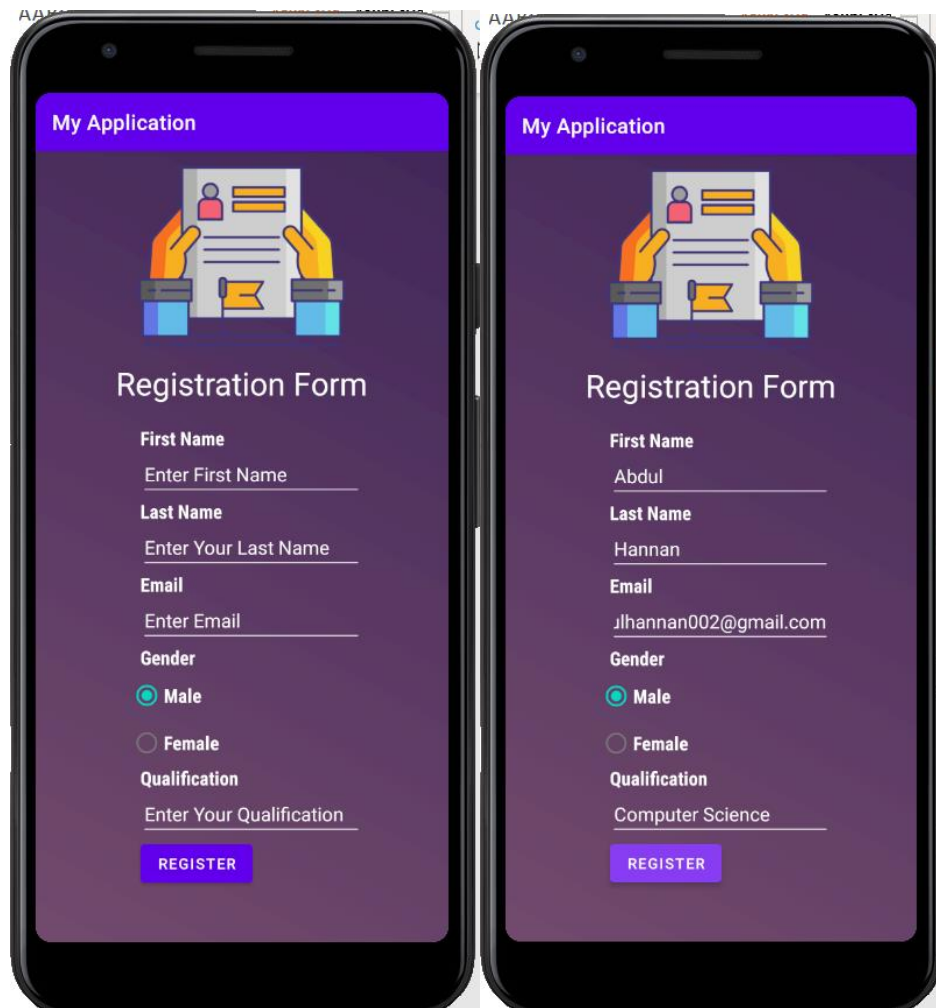 My Application
Registration Form
First Name
Enter First Name
Last Name
Enter Your Last Name
Email
Enter Email
Gender
Male
Female
Qualification
Enter Your Qualification
REGISTER
My Application
Registration Form
First Name
Abdul
Last Name
Hannan
Email
lhannan002@gmail.com
Gender
Male
Female
Qualification
Computer Science
REGISTER